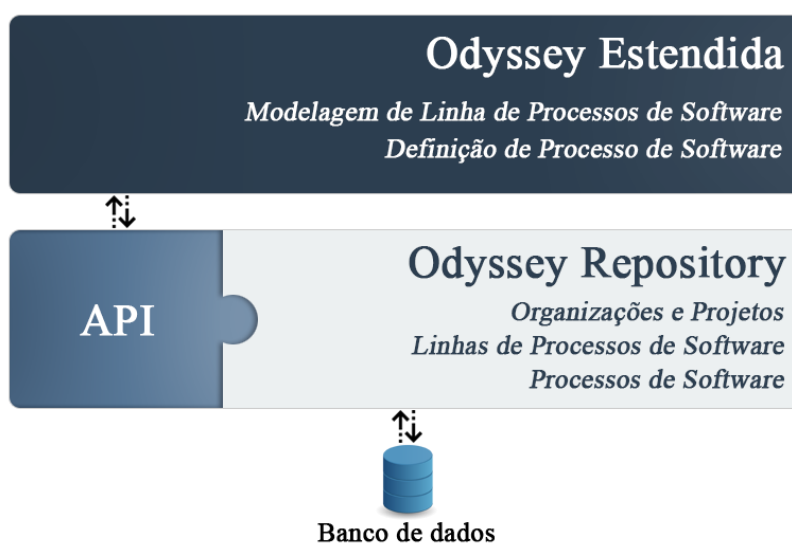 Odyssey Estendida
Modelagem de Linha de Processos de Software
Definição de Processo de Software
API
Odyssey Repository
Organizações e Projetos
Linhas de Processos de Software
Processos de Software
Banco de dados